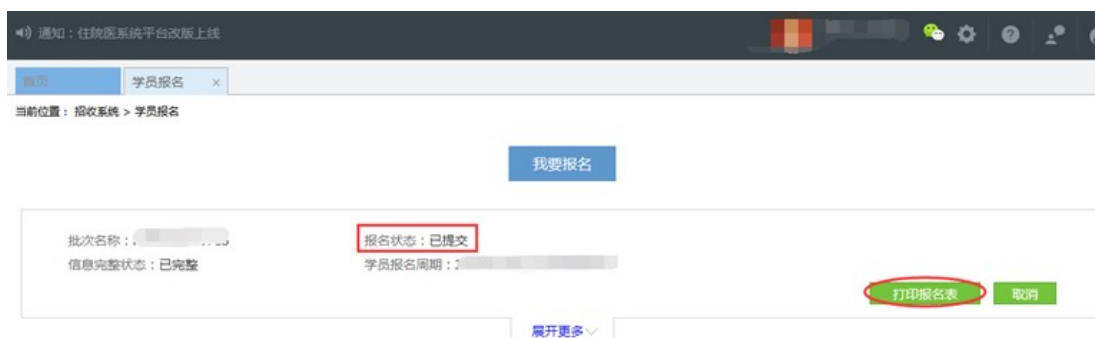 通知：住院医系统平台改版上线
首页 学员报名 ×
当前位置： 招收系统 > 学员报名
我要报名
批次名称： 报名状态：已提交
信息完整状态：已完整 学员报名周期：
打印报名表 取消
展开更多